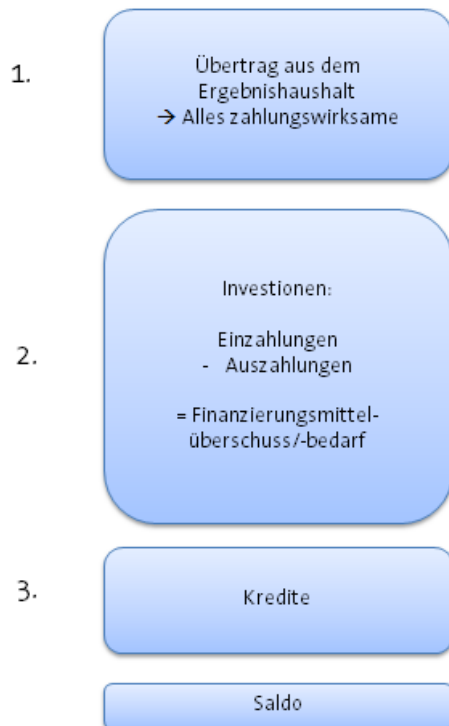 1.
Übertrag aus dem
Ergebnishaushalt
→ Alles zahlungswirksame
2.
Investionen:
Einzahlungen
- Auszahlungen
= Finanzierungsmittel-
überschuss/-bedarf
3.
Kredite
Saldo